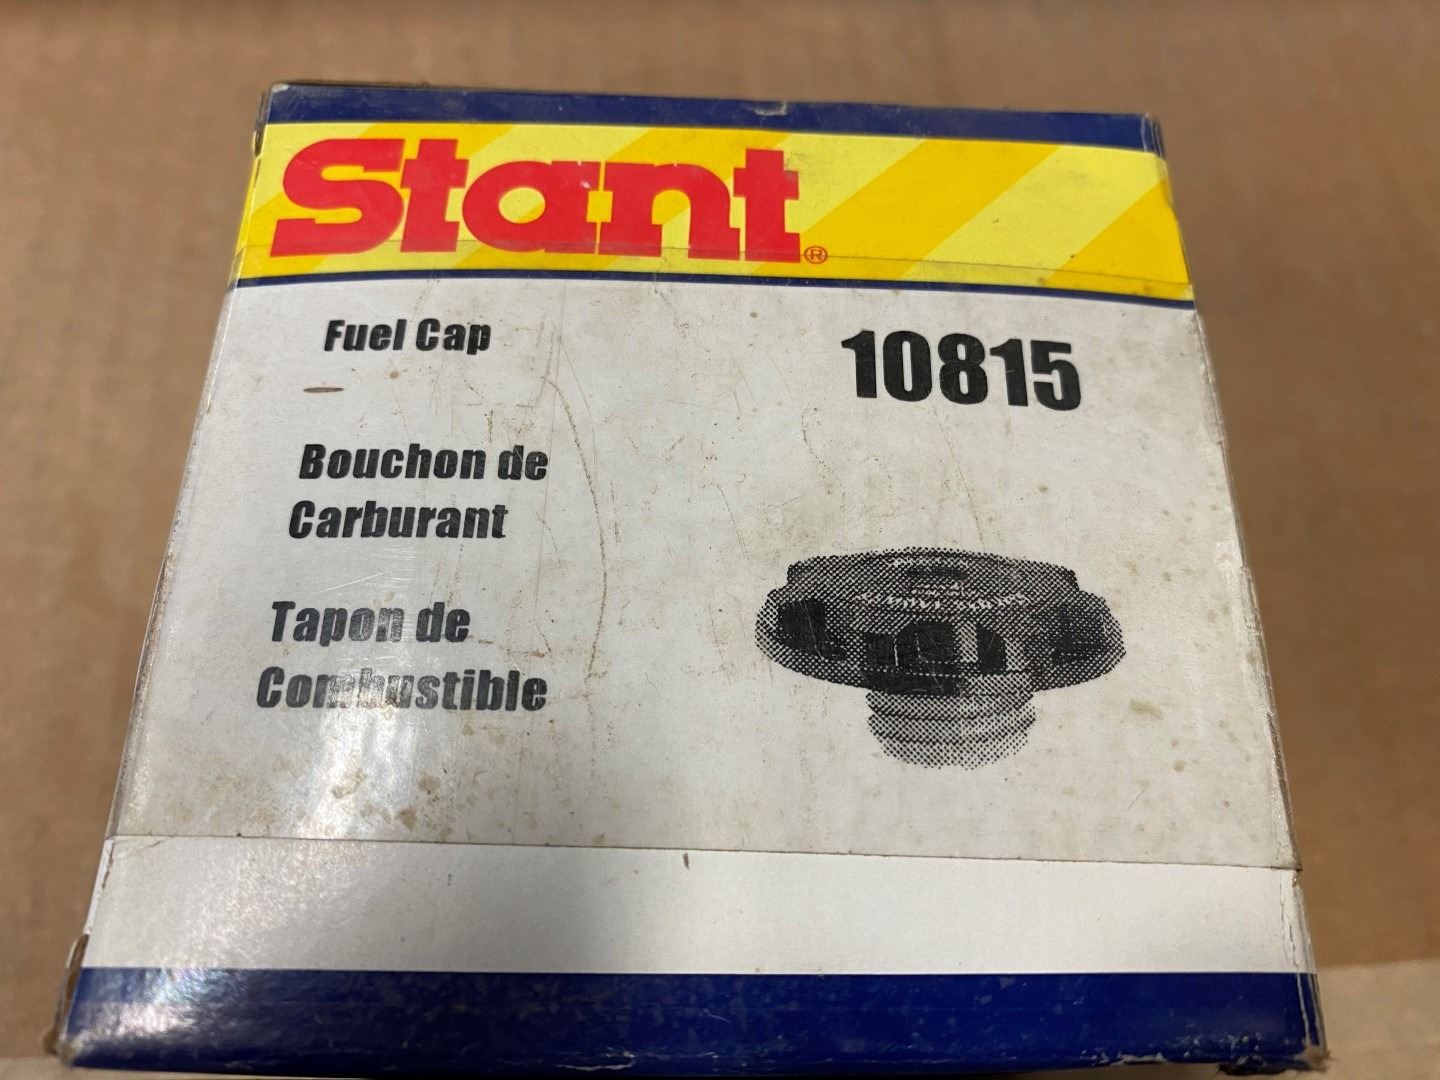 Stant®
Fuel Cap
10815
Bouchon de
Carburant
Tapon de
Combustible